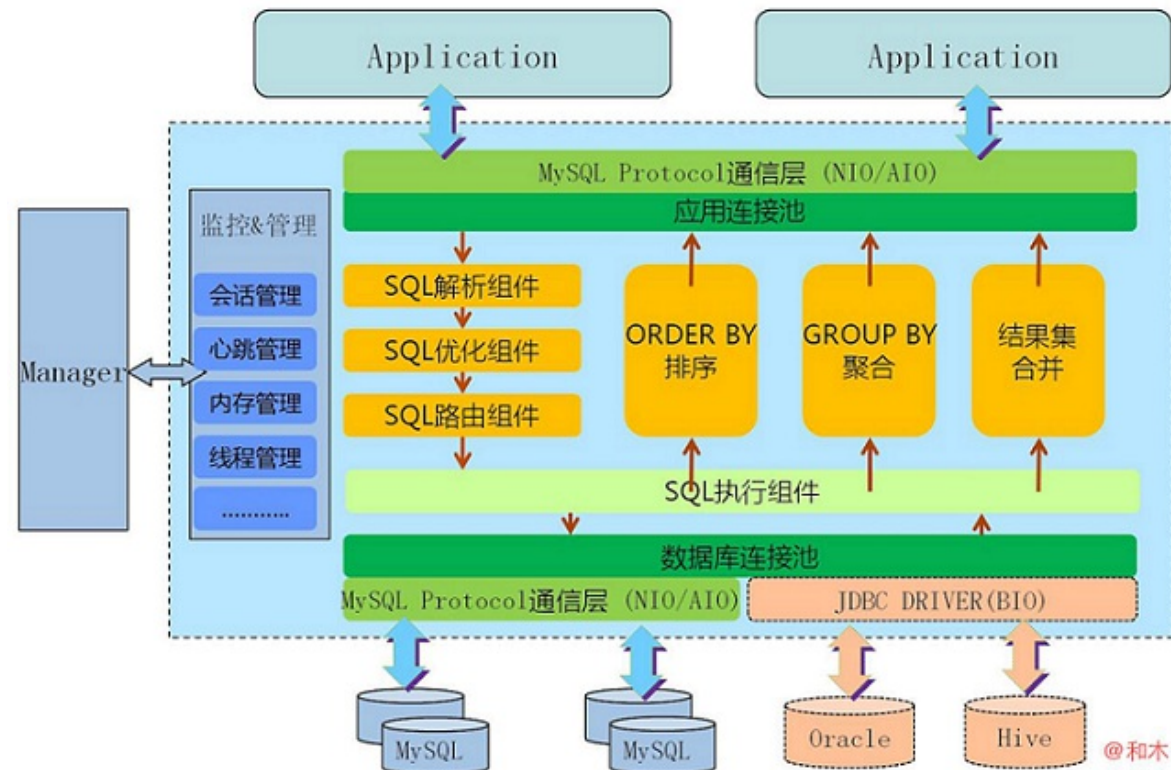 Application
Application
MySQL Protocol通信层 (NIO/AIO)
应用连接池
监控&管理
会话管理
心跳管理
内存管理
线程管理
...........
Manager
SQL解析组件
SQL优化组件
SQL路由组件
ORDER BY
排序
GROUP BY
聚合
结果集
合并
SQL执行组件
数据库连接池
MySQL Protocol通信层 (NIO/AIO)
JDBC DRIVER(BIO)
MySQL
MySQL
Oracle
Hive
@和木